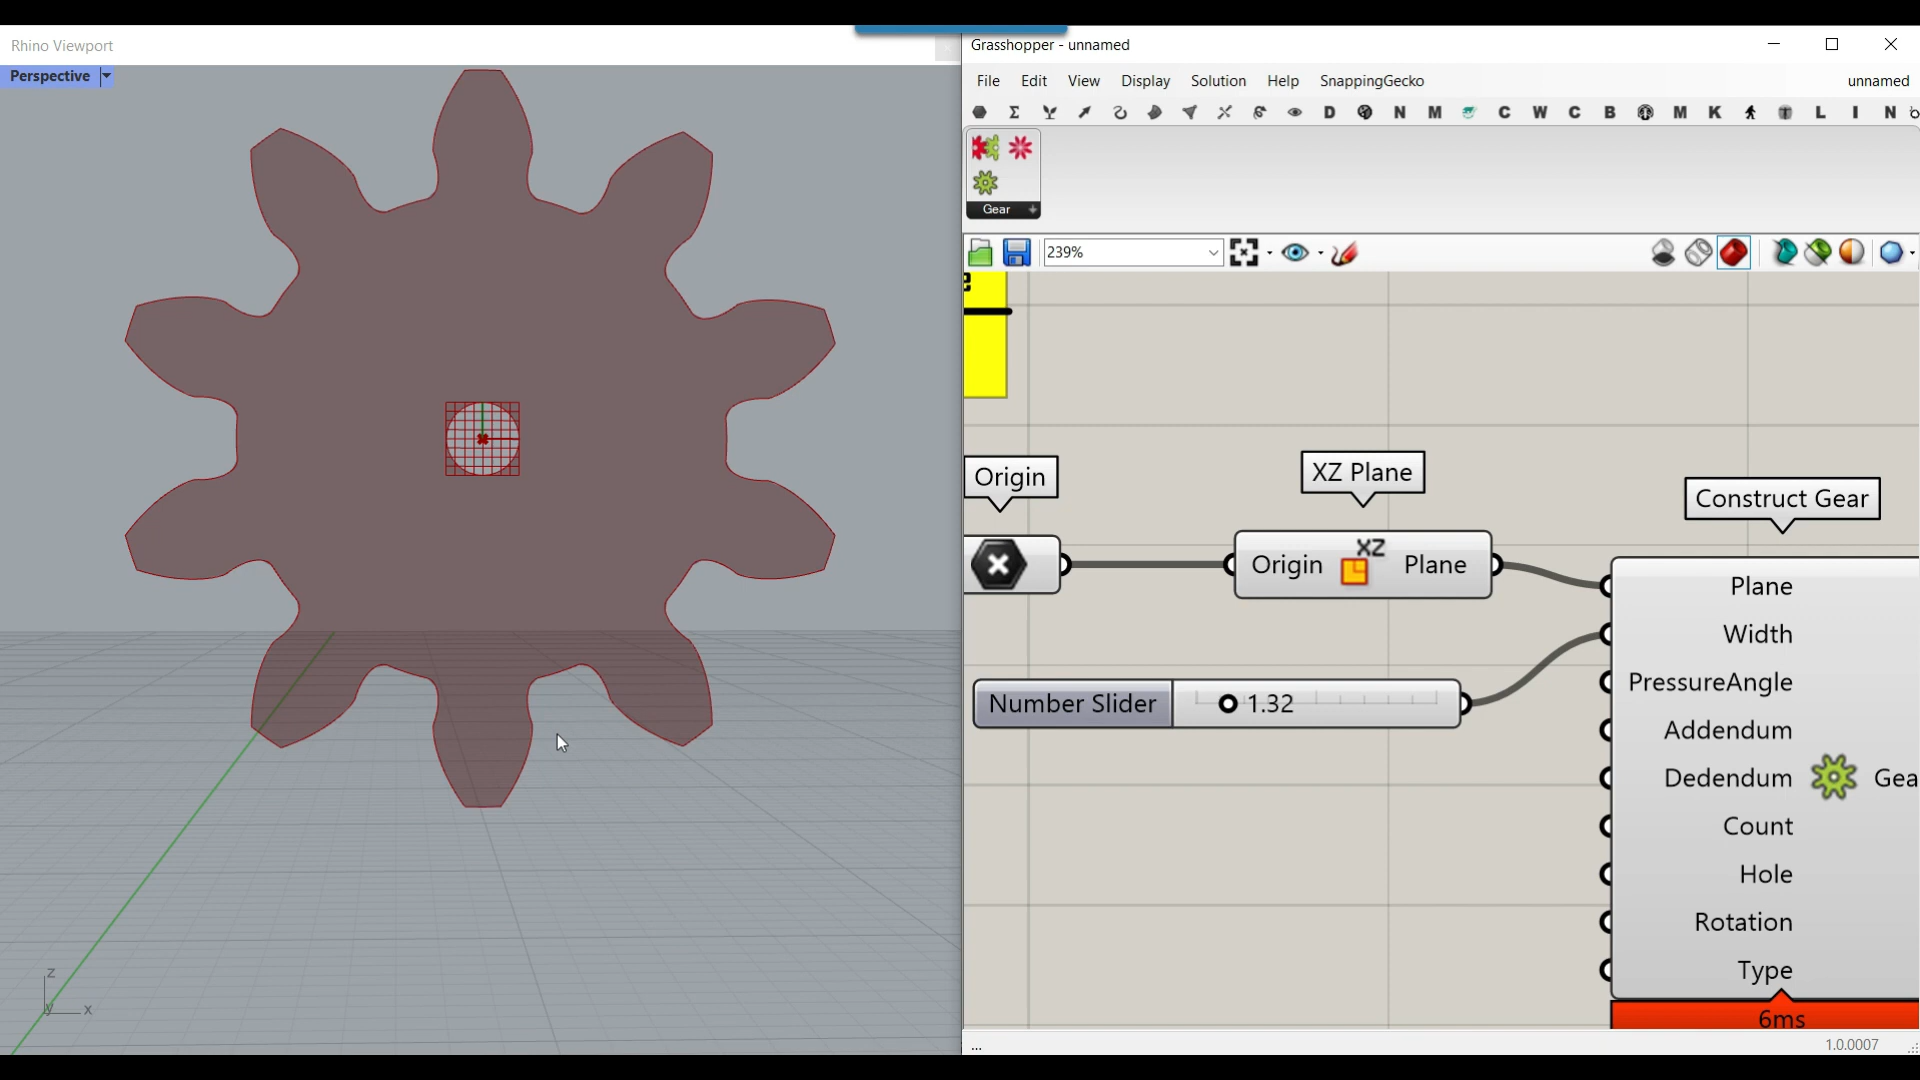 Rhino Viewport
Perspective
z
y
x
Grasshopper - unnamed
File Edit View Display Solution Help SnappingGecko
unnamed
Σ D N M C W C B M K L I N
Gear
239%
Origin
XZ Plane
Construct Gear
XZ
Origin Plane
Number Slider 1.32
Plane
Width
PressureAngle
Addendum
Dedendum
Gea
Count
Hole
Rotation
Type
6ms
...
1.0.0007